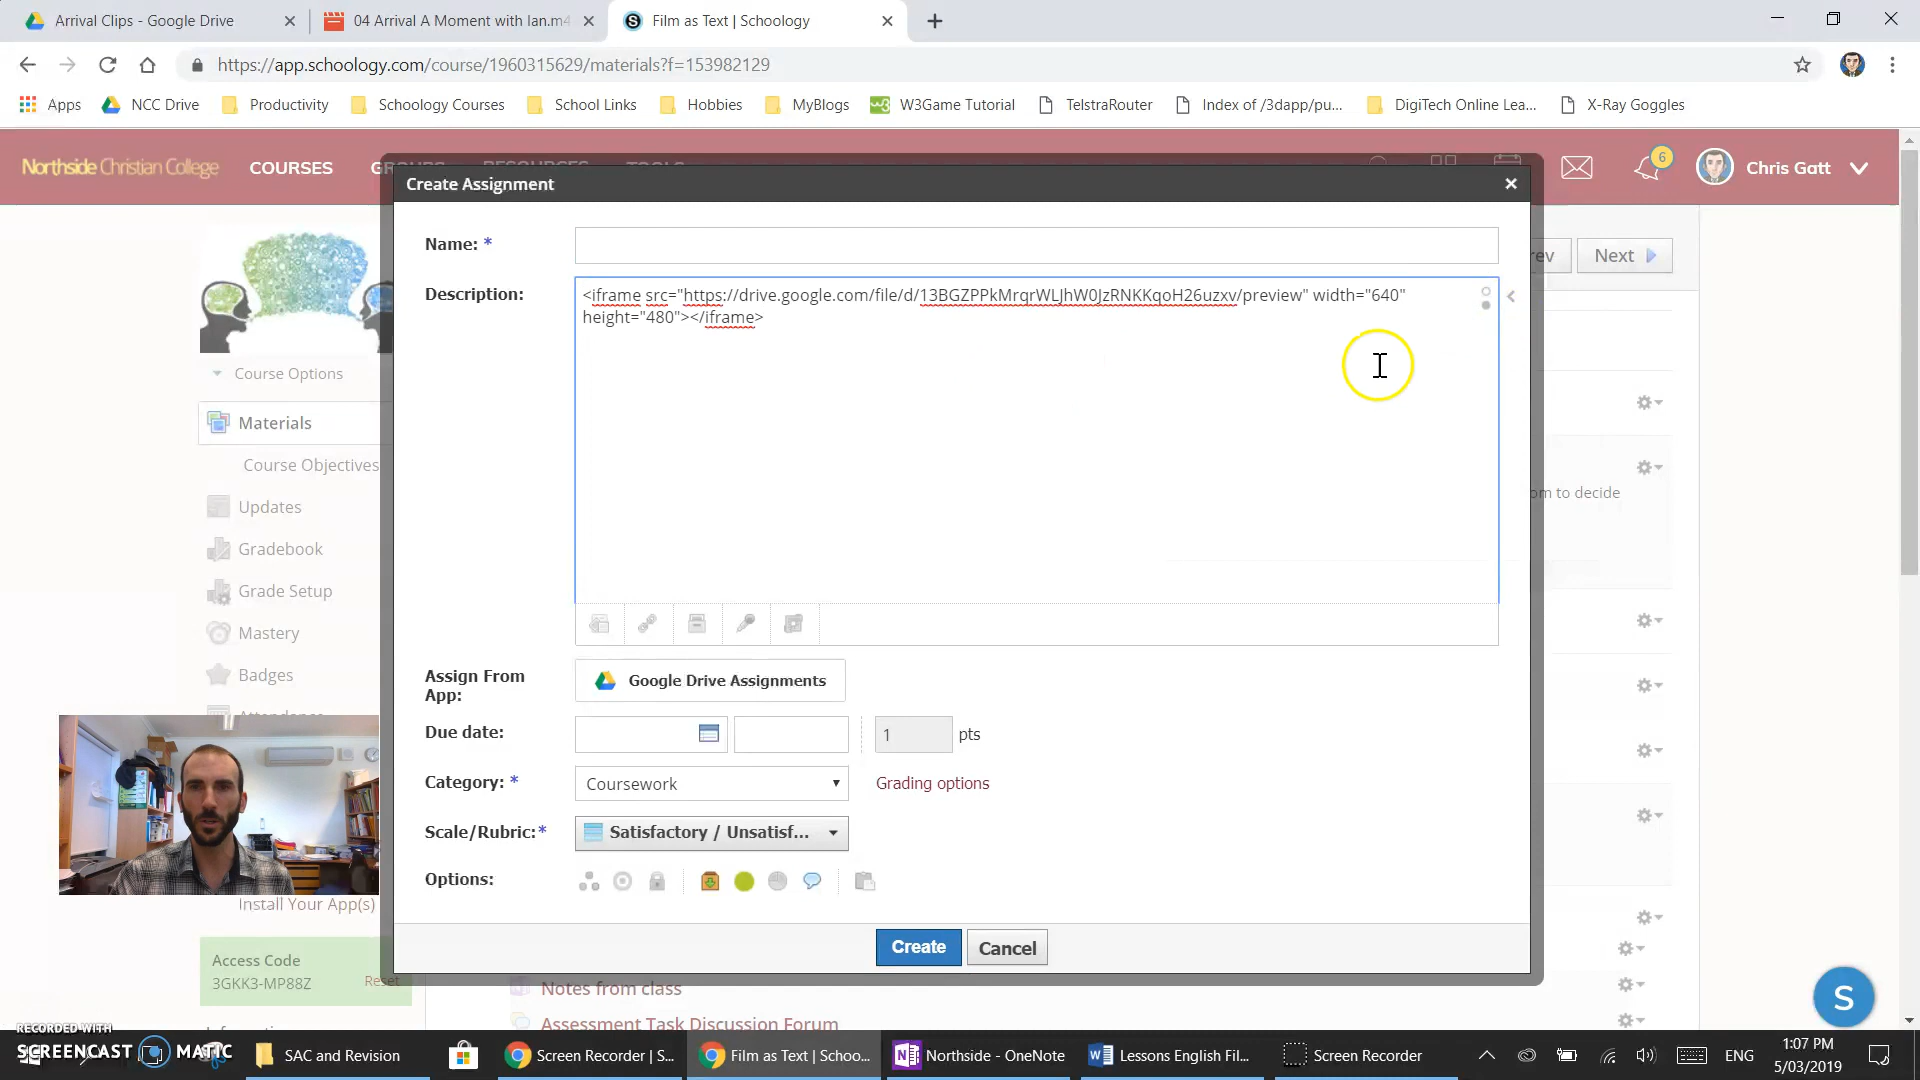 Arrival Clips - Google Drive
04 Arrival A Moment with Ian.m4
Film as Text | Schoology
https://app.schoology.com/course/1960315629/materials?f=153982129
Apps
NCC Drive
Productivity
Schoology Courses
School Links
Hobbies
MyBlogs
W3Game Tutorial
TelstraRouter
Index of /3dapp/pu...
DigiTech Online Lea...
X-Ray Goggles
Northside Christian College
COURSES
GROUPS
RESOURCES
TOOLS
6
Chris Gatt
Create Assignment
Name: *
Next
Description:
<iframe src="https://drive.google.com/file/d/13BGZPPkMrqrWLJhW0JzRNKKqoH26uzxv/preview" width="640"
height="480"></iframe>
Course Options
Materials
Course Objectives
om to decide
Updates
Gradebook
Grade Setup
Mastery
Badges
Assign From
App:
Google Drive Assignments
Due date:
1
pts
Category: *
Coursework
Grading options
Scale/Rubric:*
Satisfactory / Unsatisf...
Options:
Install Your App(s)
Create
Cancel
Access Code
3GKK3-MP88Z
Reset
Notes from class
Assessment Task Discussion Forum
S
RECORDED WITH
SCREENCAST MATIC
SAC and Revision
Screen Recorder | S...
Film as Text | Schoo...
Northside - OneNote
Lessons English Fil...
Screen Recorder
ENG
1:07 PM
5/03/2019